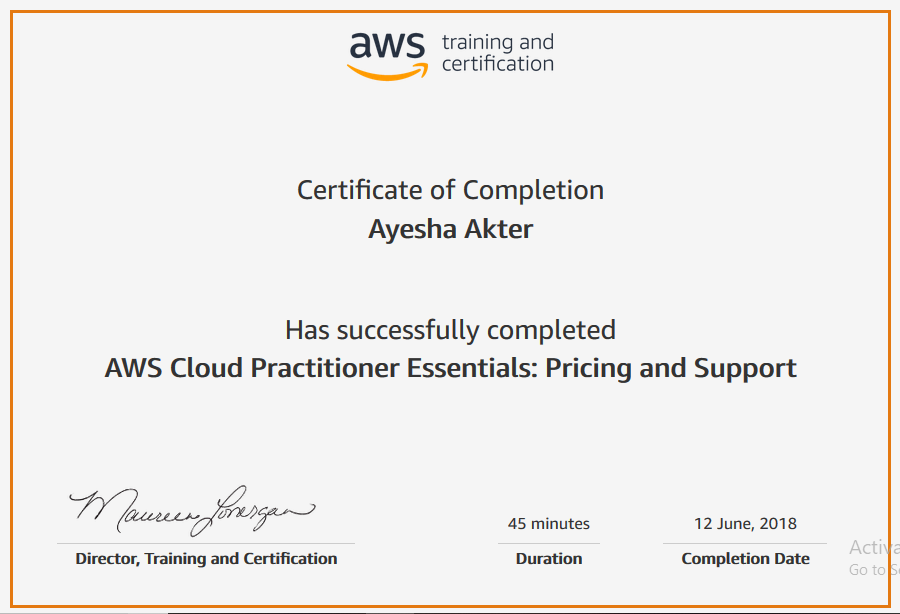 aws training and
certification
Certificate of Completion
Ayesha Akter
Has successfully completed
AWS Cloud Practitioner Essentials: Pricing and Support
Maureen Lonergan
Director, Training and Certification
45 minutes
Duration
12 June, 2018
Completion Date
Activa
Go to Se